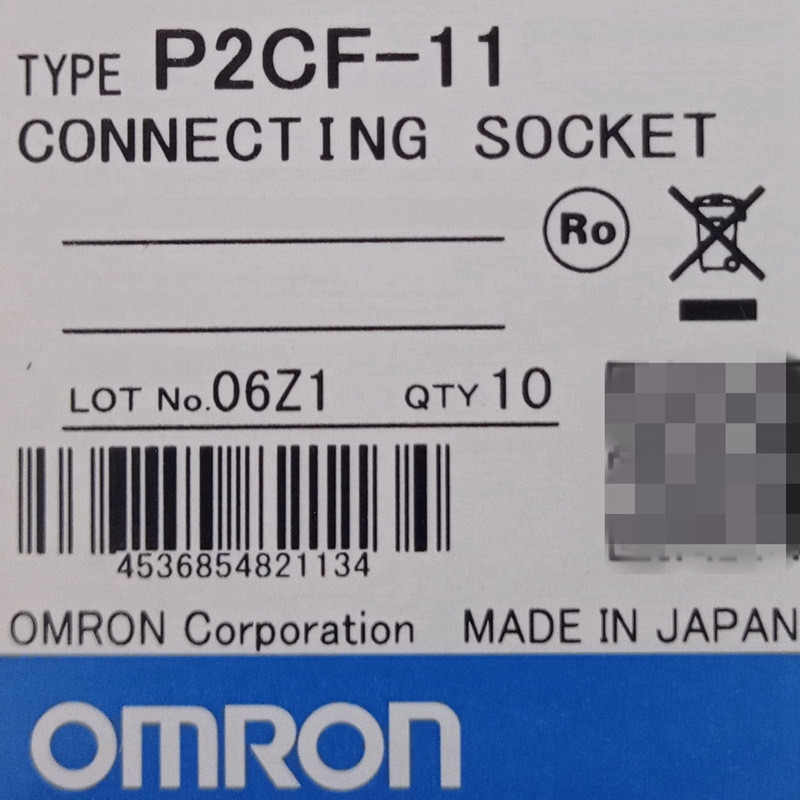 TYPE P2CF-11
CONNECTING SOCKET
Ro
LOT No.06Z1 QTY 10
4536854821134
OMRON Corporation MADE IN JAPAN
OMRON